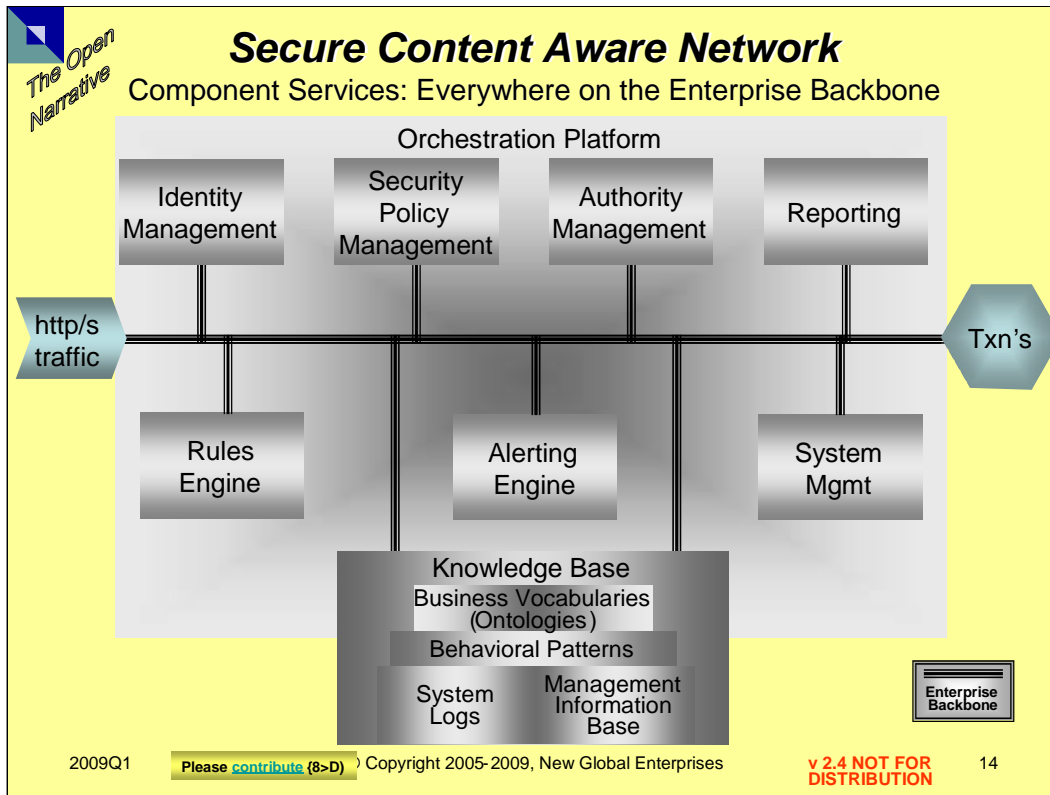 The Open
Narrative
Secure Content Aware Network
Component Services: Everywhere on the Enterprise Backbone
Orchestration Platform
Identity
Management
Security
Policy
Management
Authority
Management
Reporting
http/s
traffic
Txn's
Rules
Engine
Alerting
Engine
System
Mgmt
Knowledge Base
Business Vocabularies
(Ontologies)
Behavioral Patterns
System
Logs
Management
Information
Base
Enterprise
Backbone
2009Q1
Please contribute {8>D)
© Copyright 2005-2009, New Global Enterprises
v 2.4 NOT FOR
DISTRIBUTION
14